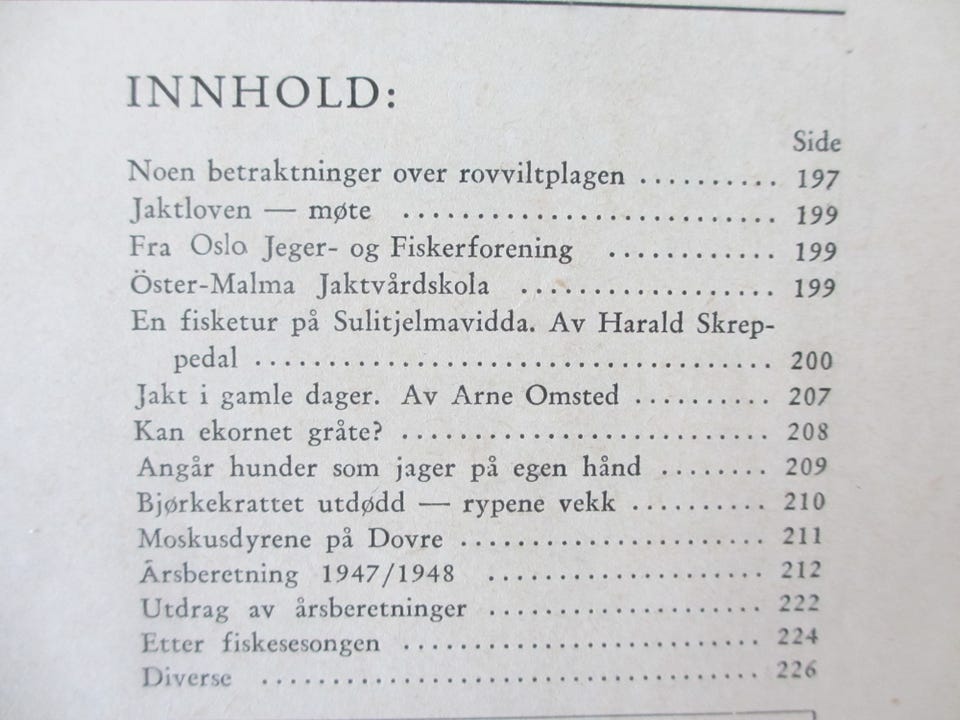 INNHOLD:
Side
Noen betraktninger over rovviltplagen .......... 197
Jaktloven — møte .......................... 199
Fra Oslo Jeger- og Fiskerforening ............ 199
Öster-Malma Jaktvårdskola .................. 199
En fisketur på Sulitjelmavidda. Av Harald Skrep-
pedal .................................... 200
Jakt i gamle dager. Av Arne Omsted .......... 207
Kan ekornet gråte? .......................... 208
Angår hunder som jager på egen hånd ........ 209
Bjørkekrattet utdødd — rypene vekk .......... 210
Moskusdyrene på Dovre ...................... 211
Årsberetning 1947/1948 .................... 212
Utdrag av årsberetninger .................... 222
Etter fiskesesongen .......................... 224
Diverse .................................... 226